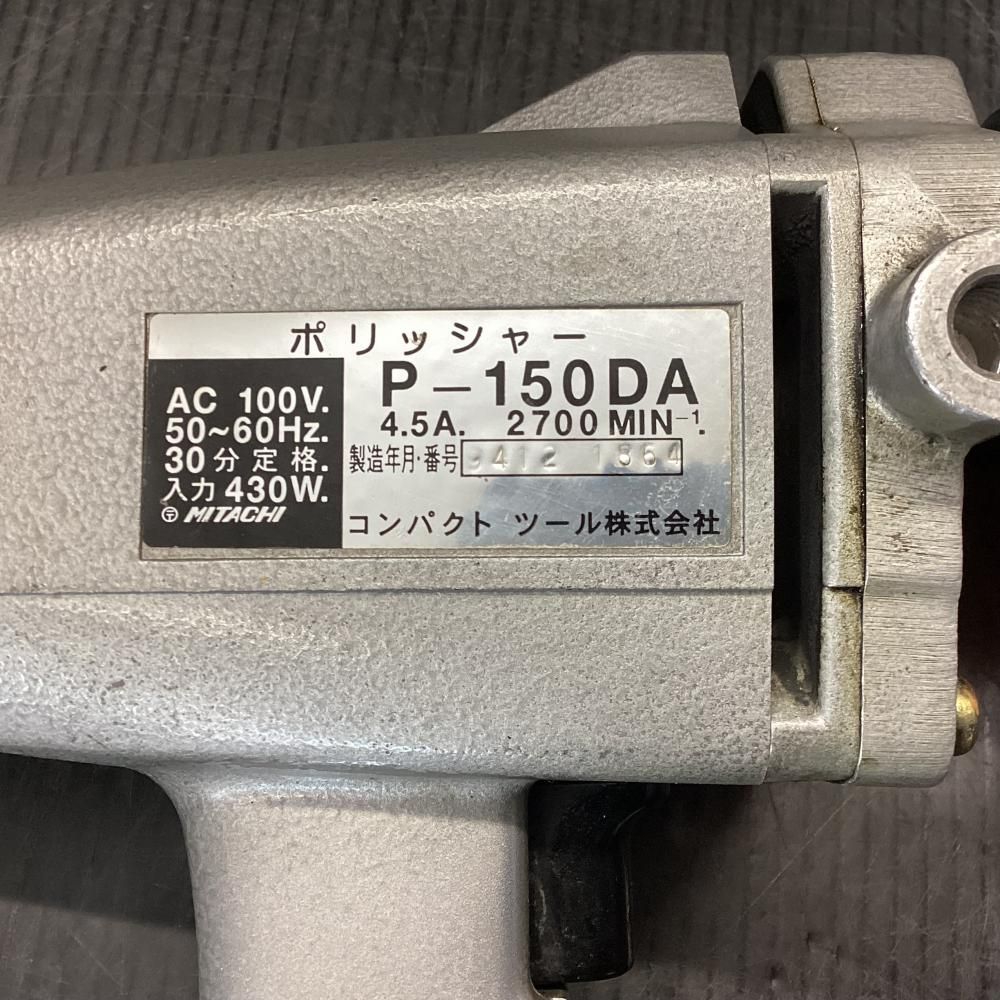 ポリッシャー
P-150DA
4.5A. 2700 MIN⁻¹.
製造年月・番号
AC 100V.
50~60Hz.
30分定格.
入力 430W.
〒 MITACHI
コンパクト ツール株式会社